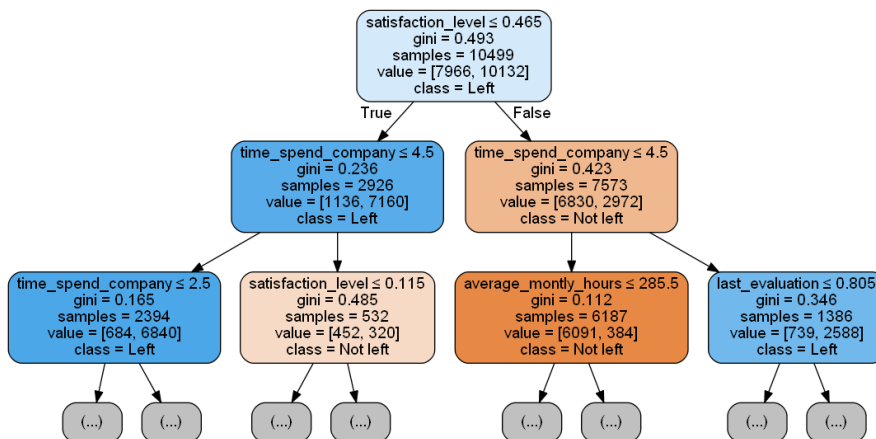 satisfaction_level ≤ 0.465
gini = 0.493
samples = 10499
value = [7966, 10132]
class = Left
True
False
time_spend_company ≤ 4.5
gini = 0.236
samples = 2926
value = [1136, 7160]
class = Left
time_spend_company ≤ 4.5
gini = 0.423
samples = 7573
value = [6830, 2972]
class = Not left
time_spend_company ≤ 2.5
gini = 0.165
samples = 2394
value = [684, 6840]
class = Left
satisfaction_level ≤ 0.115
gini = 0.485
samples = 532
value = [452, 320]
class = Not left
average_montly_hours ≤ 285.5
gini = 0.112
samples = 6187
value = [6091, 384]
class = Not left
last_evaluation ≤ 0.805
gini = 0.346
samples = 1386
value = [739, 2588]
class = Left
(...)
(...)
(...)
(...)
(...)
(...)
(...)
(...)